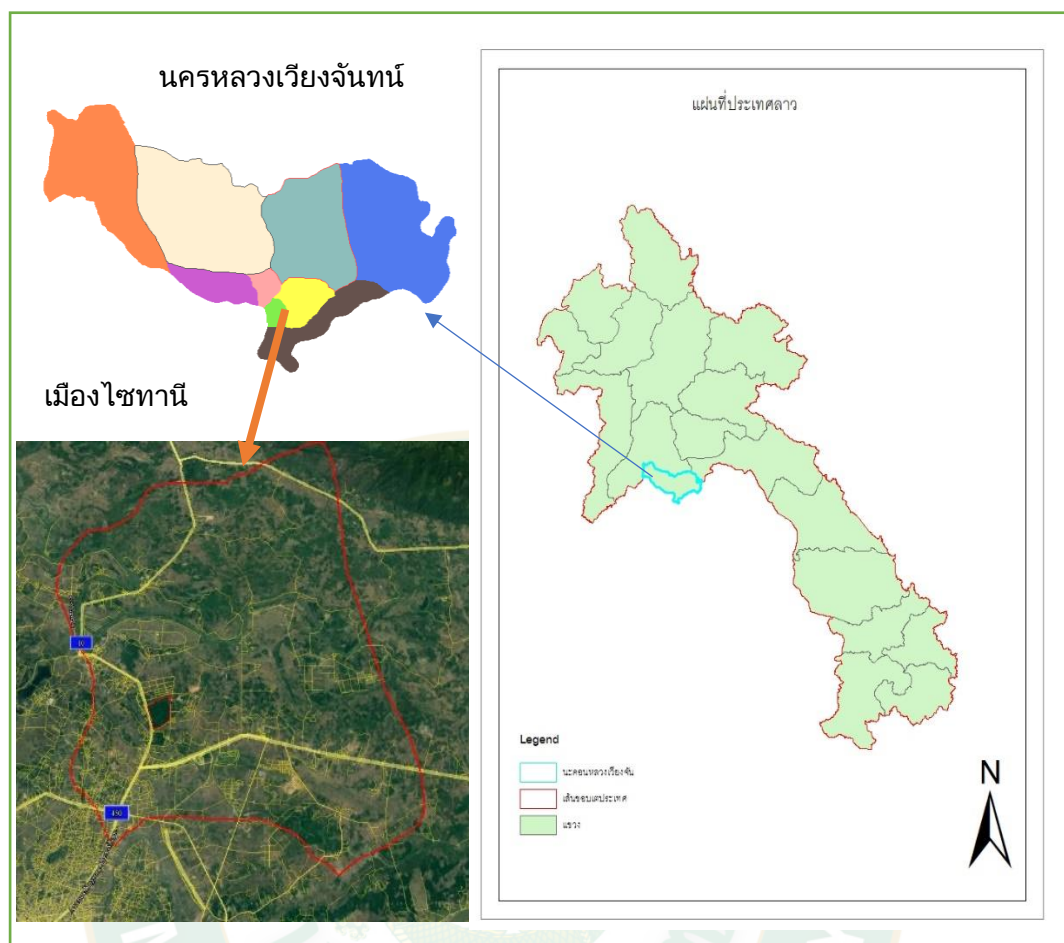 นครหลวงเวียงจันทน์
เมืองไซทานี
10
450
แผ่นที่ประเทศลาว
Legend
นะคอนหลวงเวียงจัน
เส้นขอบเตประเทศ
แขวง
N